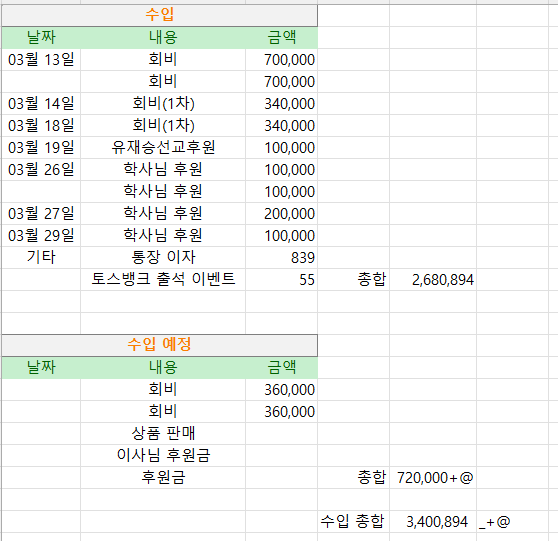 수입
날짜 내용 금액
03월 13일 회비 700,000
회비 700,000
03월 14일 회비(1차) 340,000
03월 18일 회비(1차) 340,000
03월 19일 유재승선교후원 100,000
03월 26일 학사님 후원 100,000
학사님 후원 100,000
03월 27일 학사님 후원 200,000
03월 29일 학사님 후원 100,000
기타 통장 이자 839
토스뱅크 출석 이벤트 55 종합 2,680,894
수입 예정
날짜 내용 금액
회비 360,000
회비 360,000
상품 판매
이사님 후원금
후원금 종합 720,000+@
수입 종합 3,400,894 _+@